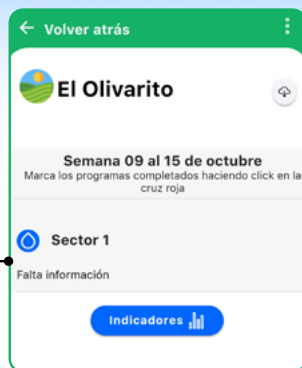 Volver atrás
El Olivarito
Semana 09 al 15 de octubre
Marca los programas completados haciendo click en la
cruz roja
Sector 1
Falta información
Indicadores